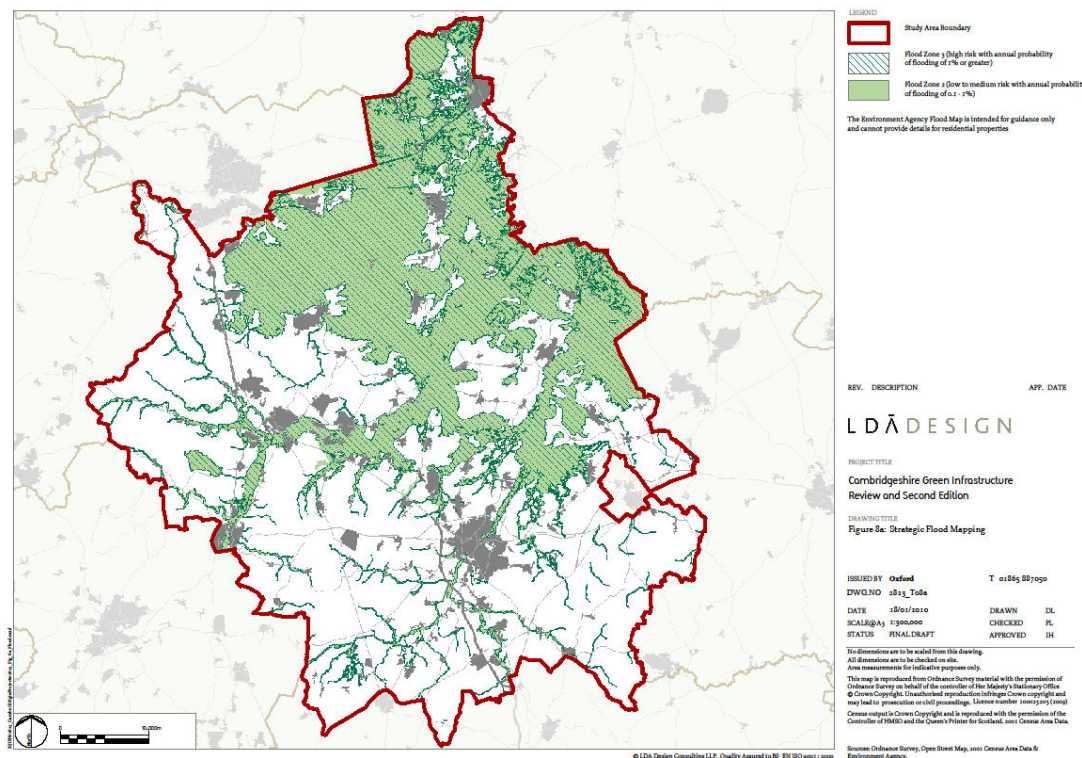 LEGEND
Study Area Boundary
Flood Zone 3 (high risk with annual probability
of flooding of 1% or greater)
Flood Zone 2 (low to medium risk with annual probability
of flooding of 0.1 - 1%)
The Environment Agency Flood Map is intended for guidance only
and cannot provide details for residential properties
REV. DESCRIPTION APP. DATE
LDĀDESIGN
PROJECT TITLE
Cambridgeshire Green Infrastructure
Review and Second Edition
DRAWING TITLE
Figure 8a: Strategic Flood Mapping
ISSUED BY Oxford T 01865 887050
DWG.NO 2823_T08a
DATE 18/01/2010 DRAWN DL
SCALE@A3 1:300,000 CHECKED PL
STATUS FINAL DRAFT APPROVED IH
No dimensions are to be scaled from this drawing.
All dimensions are to be checked on site.
Area measurements for indicative purposes only.
This map is reproduced from Ordnance Survey material with the permission of
Ordnance Survey on behalf of the controller of Her Majesty's Stationary Office
© Crown Copyright. Unauthorised reproduction infringes Crown copyright and
may lead to prosecution or civil proceedings. Licence number (2009)
Census output is Crown Copyright and is reproduced with the permission of the
Controller of HMSO and the Queen's Printer for Scotland. 2001 Census Area Data.
Sources: Ordnance Survey, Open Street Map, 2001 Census Area Data &
Environment Agency.
North
0 10,000m
© LDA Design Consulting LLP. Quality Assured to BS EN ISO 9001 : 2000